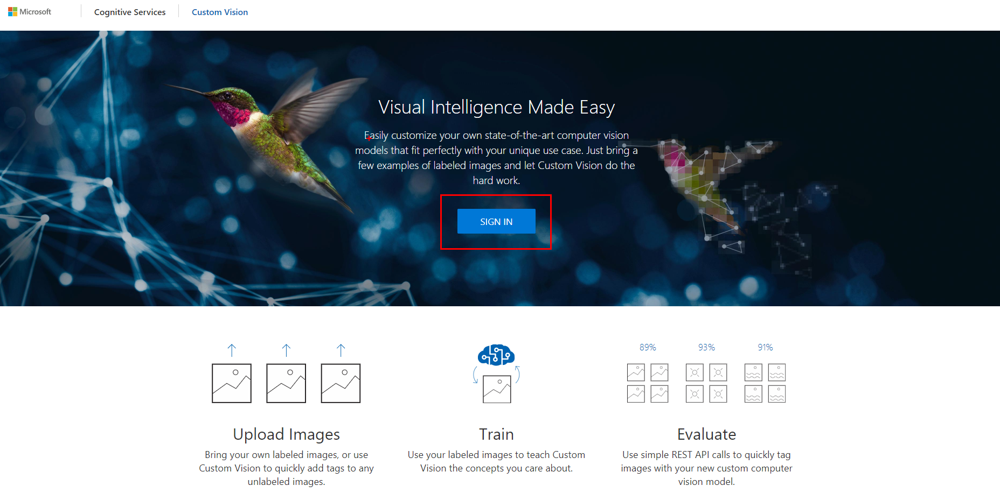 Microsoft
Cognitive Services
Custom Vision
Visual Intelligence Made Easy
Easily customize your own state-of-the-art computer vision
models that fit perfectly with your unique use case. Just bring a
few examples of labeled images and let Custom Vision do the
hard work.
SIGN IN
89%
93%
91%
Upload Images
Bring your own labeled images, or use
Custom Vision to quickly add tags to any
unlabeled images.
Train
Use your labeled images to teach Custom
Vision the concepts you care about.
Evaluate
Use simple REST API calls to quickly tag
images with your new custom computer
vision model.